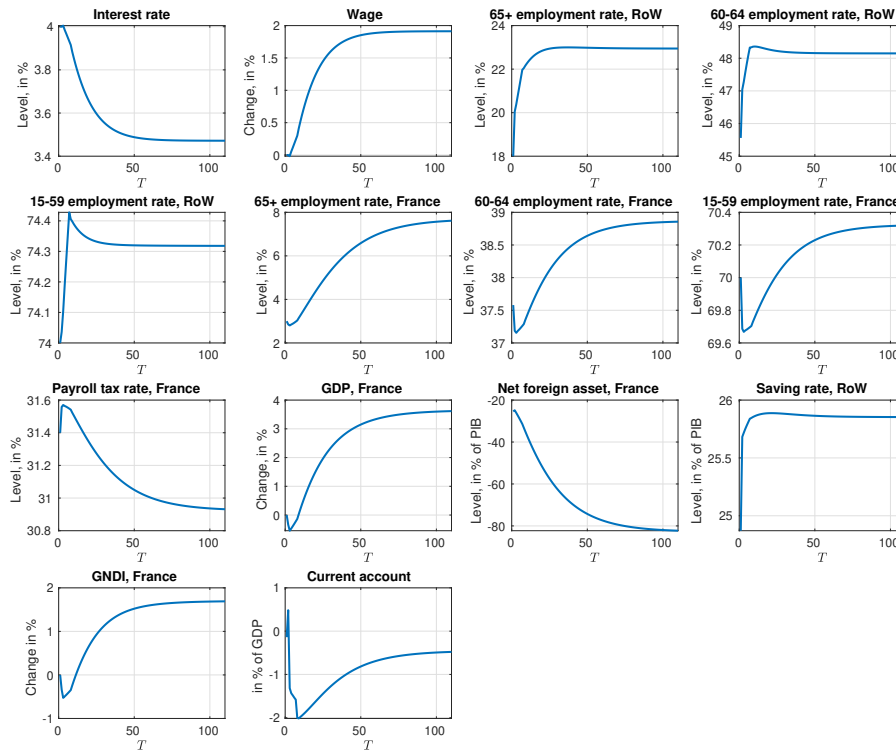 Interest rate
Level, in %
4
3.8
3.6
3.4
0
50
100
T
Wage
Change, in %
2
1.5
1
0.5
0
0
50
100
T
65+ employment rate, RoW
Level, in %
24
22
20
18
0
50
100
T
60-64 employment rate, RoW
Level, in %
49
48
47
46
45
0
50
100
T
15-59 employment rate, RoW
Level, in %
74.4
74.3
74.2
74.1
74
0
50
100
T
65+ employment rate, France
Level, in %
8
6
4
2
0
50
100
T
60-64 employment rate, France
Level, in %
39
38.5
38
37.5
37
0
50
100
T
15-59 employment rate, France
Level, in %
70.4
70.2
70
69.8
69.6
0
50
100
T
Payroll tax rate, France
Level, in %
31.6
31.4
31.2
31
30.8
0
50
100
T
GDP, France
Change, in %
4
3
2
1
0
0
50
100
T
Net foreign asset, France
Level, in % of PIB
-20
-40
-60
-80
0
50
100
T
Saving rate, RoW
Level, in % of PIB
26
25.5
25
0
50
100
T
GNDI, France
Change in %
2
1
0
-1
0
50
100
T
Current account
in % of GDP
1
0
-1
-2
0
50
100
T